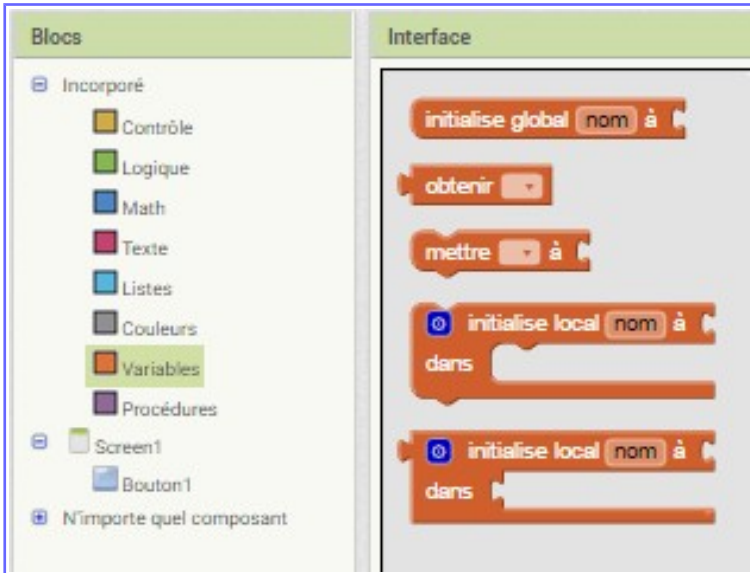 Blocs
Incorporé
Contrôle
Logique
Math
Texte
Listes
Couleurs
Variables
Procédures
Screen1
Bouton1
N'importe quel composant
Interface
initialise global nom à
obtenir
mettre à
initialise local nom à
dans
initialise local nom à
dans